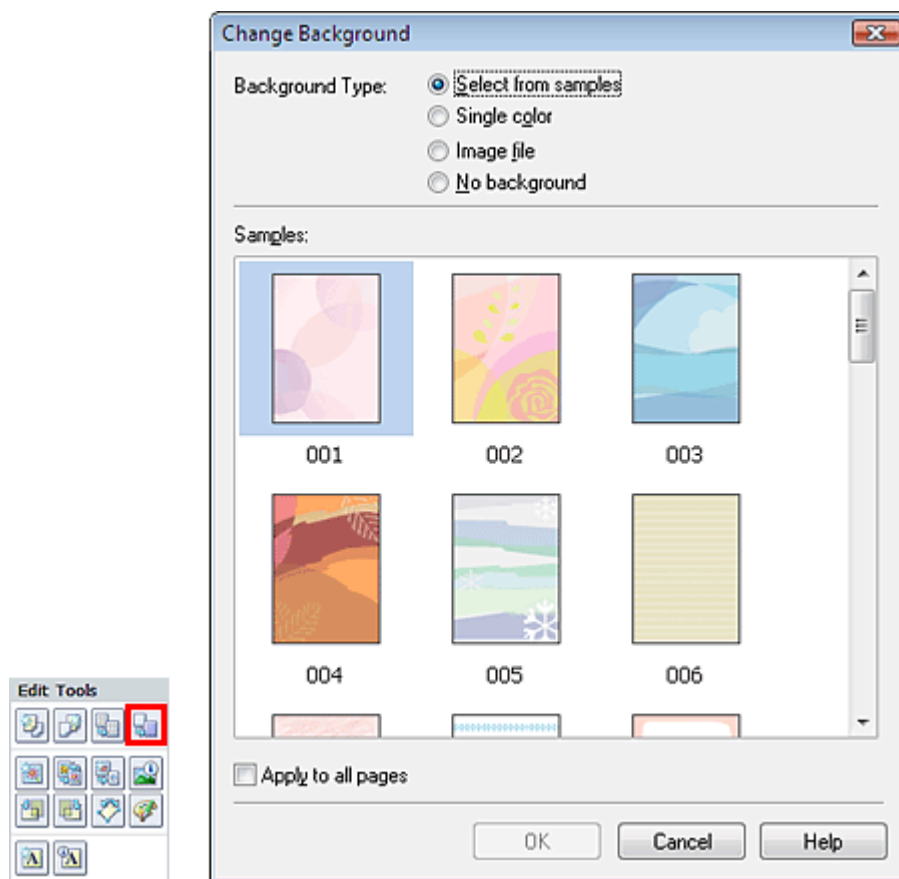 Change Background
Background Type:
Select from samples
Single color
Image file
No background
Samples:
001 002 003
004 005 006
Edit Tools
Apply to all pages
A A
OK Cancel Help